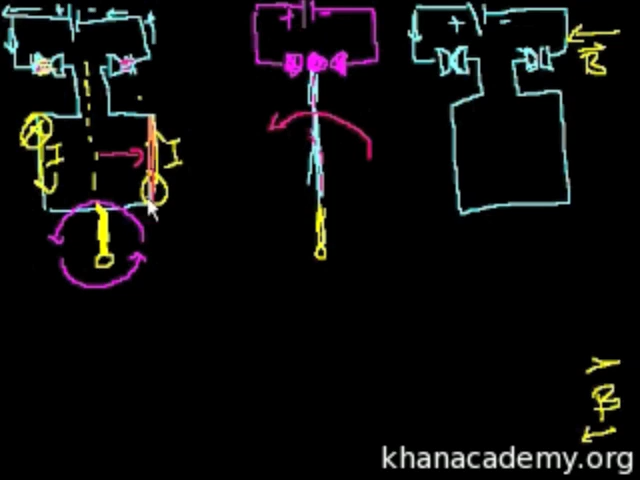 + -
+
+ -
B
I
I
B
khanacademy.org